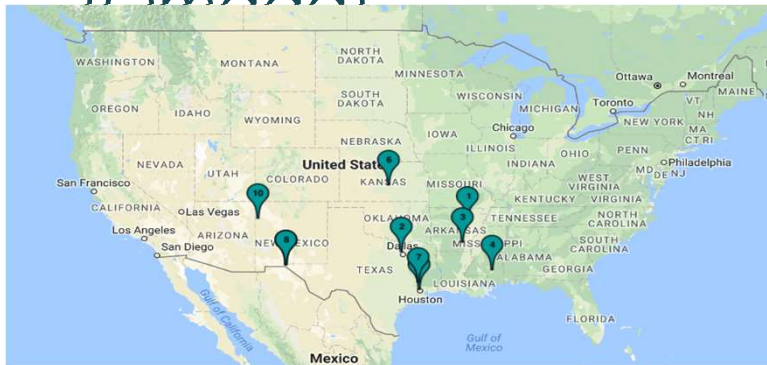 NORTH DAKOTA
WASHINGTON
MONTANA
MINNESOTA
Ottawa
Montreal
MAINE
SOUTH DAKOTA
WISCONSIN
OREGON
IDAHO
WYOMING
MICHIGAN
Toronto
VT
NH
NEW YORK
MA
CT RI
Chicago
IOWA
NEBRASKA
ILLINOIS
OHIO
PENN
Philadelphia
NEVADA
UTAH
United Stat
6
INDIANA
MD
DE
NJ
San Francisco
COLORADO
KANSAS
MISSOURI
WEST VIRGINIA
KENTUCKY
VIRGINIA
CALIFORNIA
10
1
Las Vegas
OKLAHOMA
3
TENNESSEE
NORTH CAROLINA
Los Angeles
ARIZONA
NEW MEXICO
8
2
ARKANSAS
San Diego
Dallas
MISSISSIPPI
4
ALABAMA
SOUTH CAROLINA
TEXAS
7
LOUISIANA
GEORGIA
Houston
Gulf of California
FLORIDA
Gulf of Mexico
Mexico